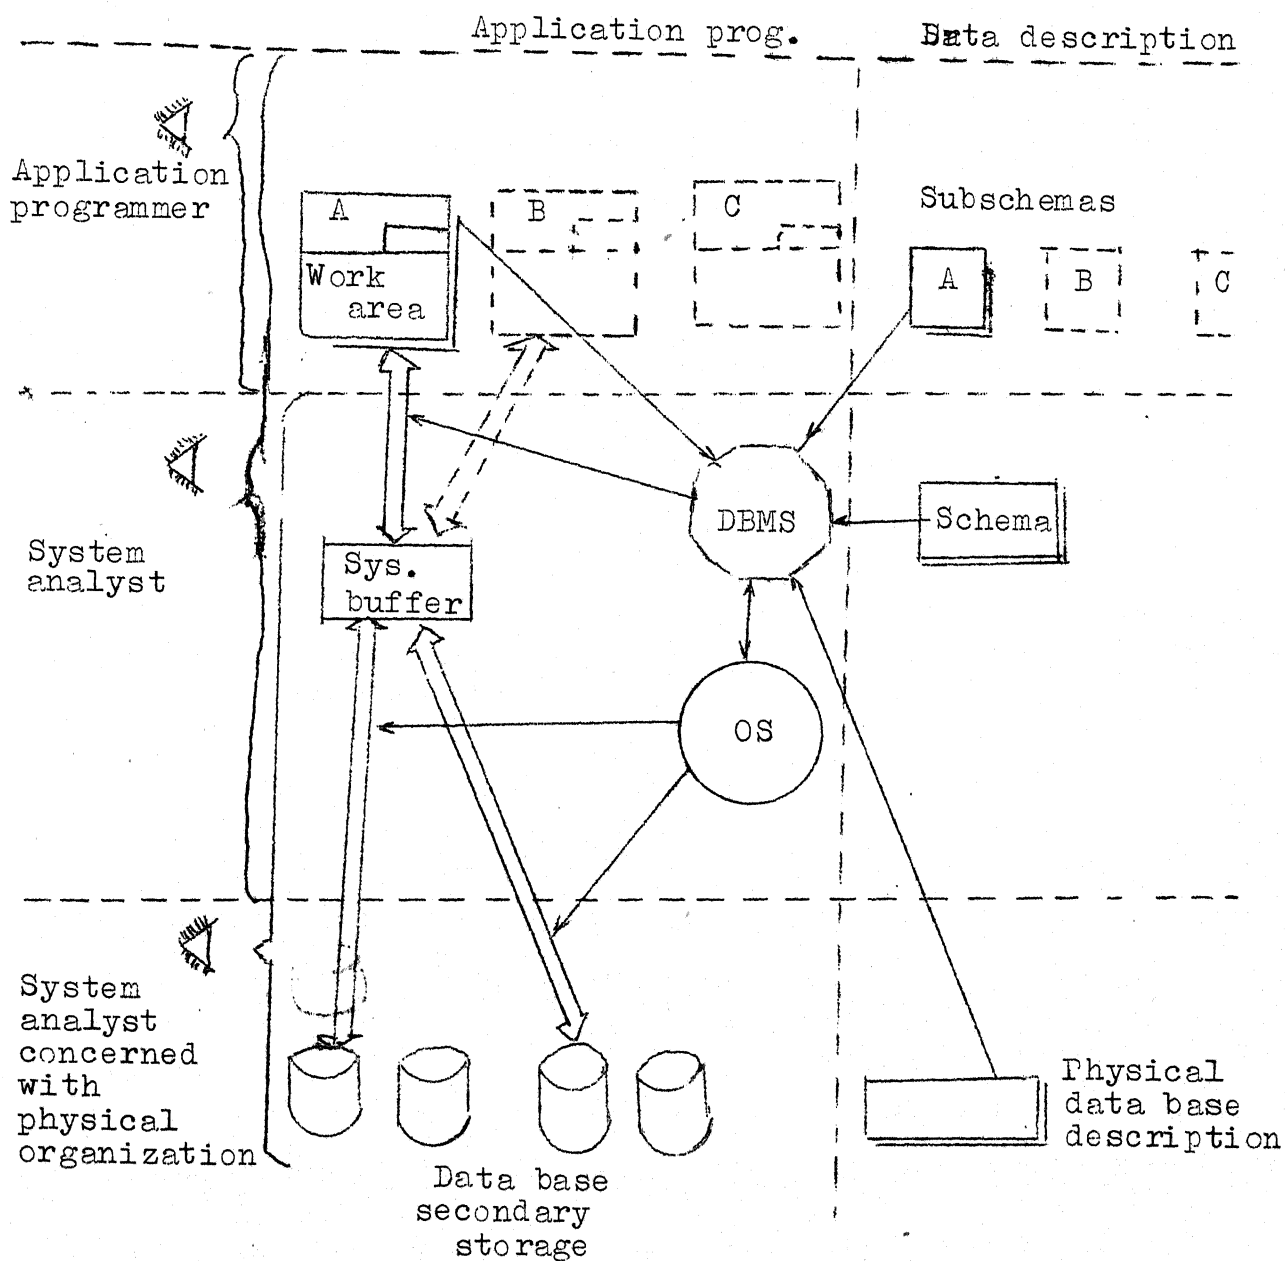 Application prog.
Data description
Application
programmer
A
B
C
Subschemas
Work
area
A
B
C
System
analyst
DBMS
Schema
Sys.
buffer
OS
System
analyst
concerned
with
physical
organization
Physical
data base
description
Data base
secondary
storage